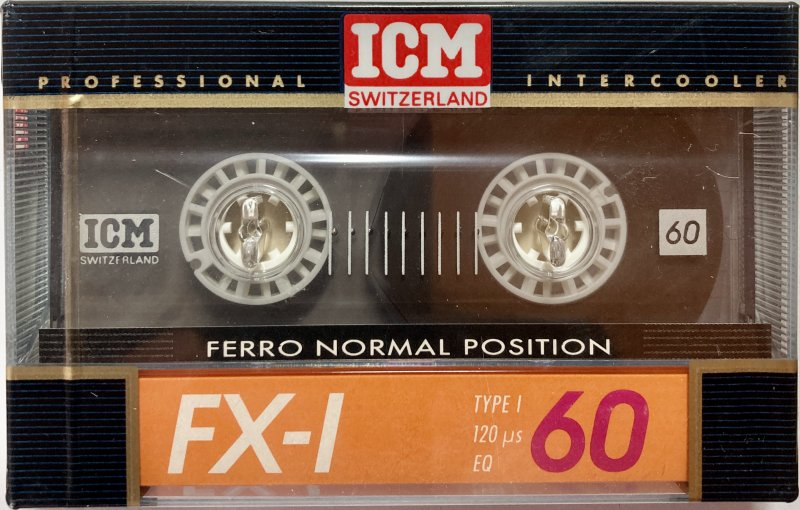 ICM
SWITZERLAND
PROFESSIONAL INTERCOOLER
ICM
SWITZERLAND
60
FERRO NORMAL POSITION
FX-I
TYPE I
120 µs
EQ
60